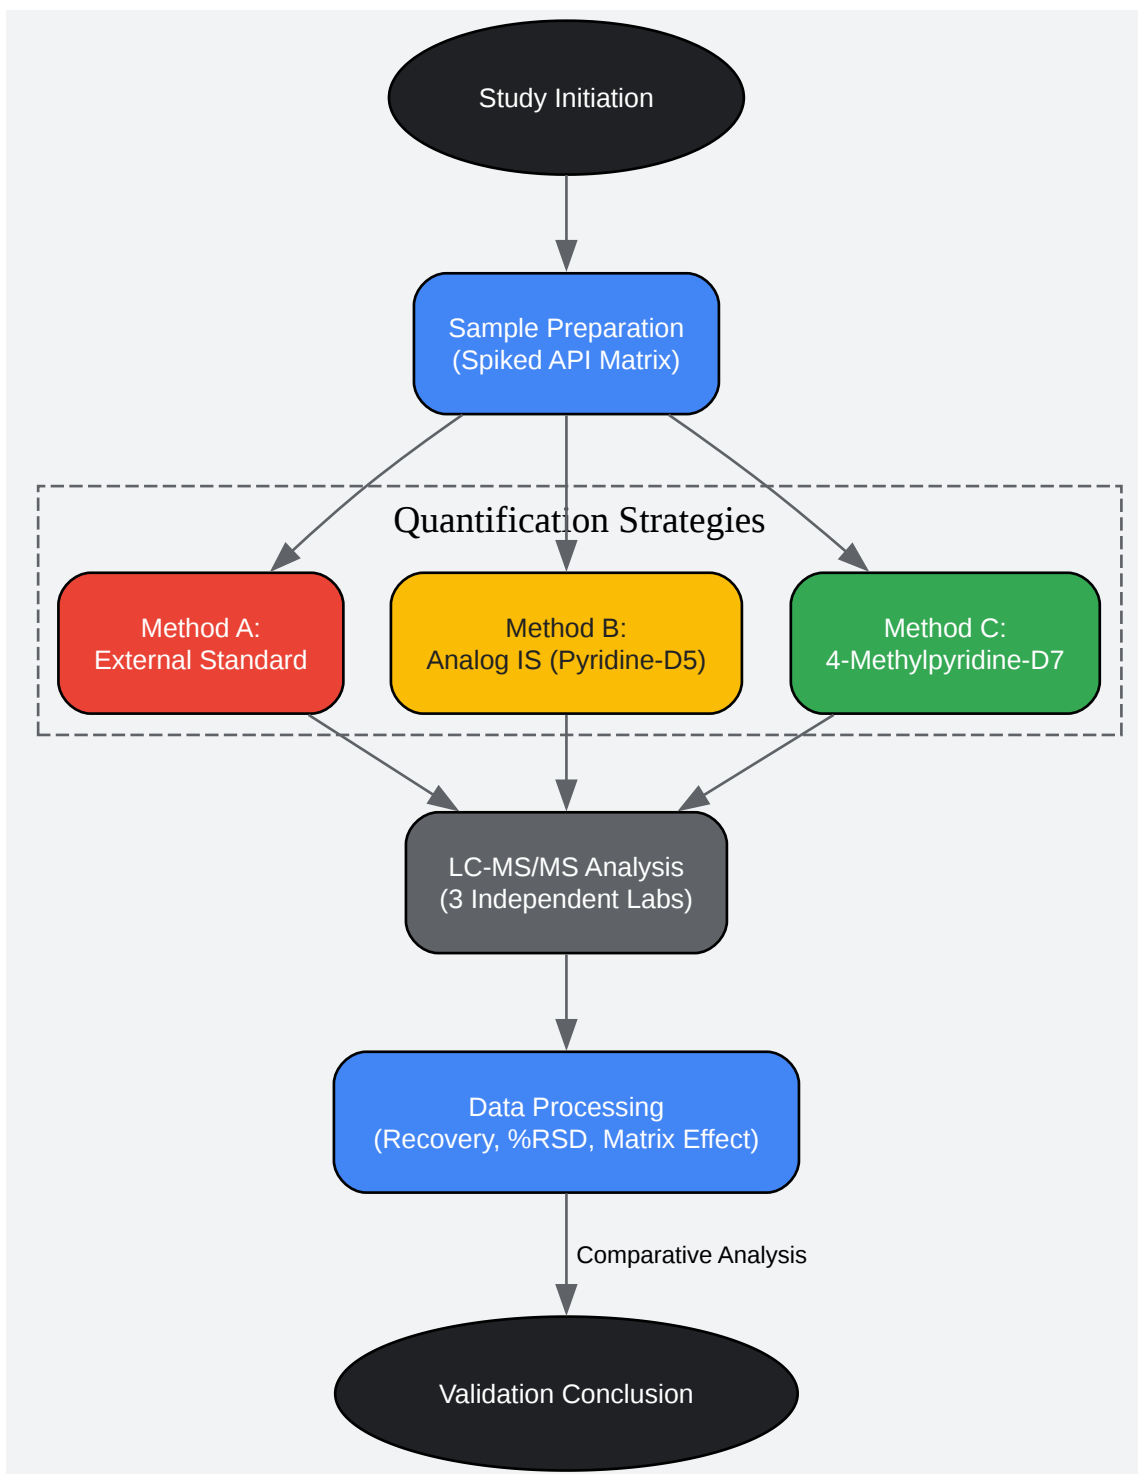 Study Initiation
Sample Preparation
(Spiked API Matrix)
Quantification Strategies
Method A:
External Standard
Method B:
Analog IS (Pyridine-D5)
Method C:
4-Methylpyridine-D7
LC-MS/MS Analysis
(3 Independent Labs)
Data Processing
(Recovery, %RSD, Matrix Effect)
Comparative Analysis
Validation Conclusion